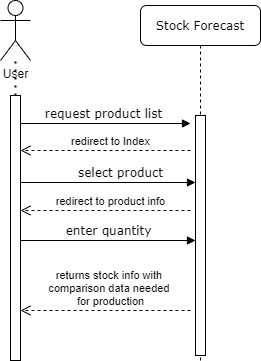 Stock Forecast
User
request product list
redirect to Index
select product
redirect to product info
enter quantity
returns stock info with
comparison data needed
for production